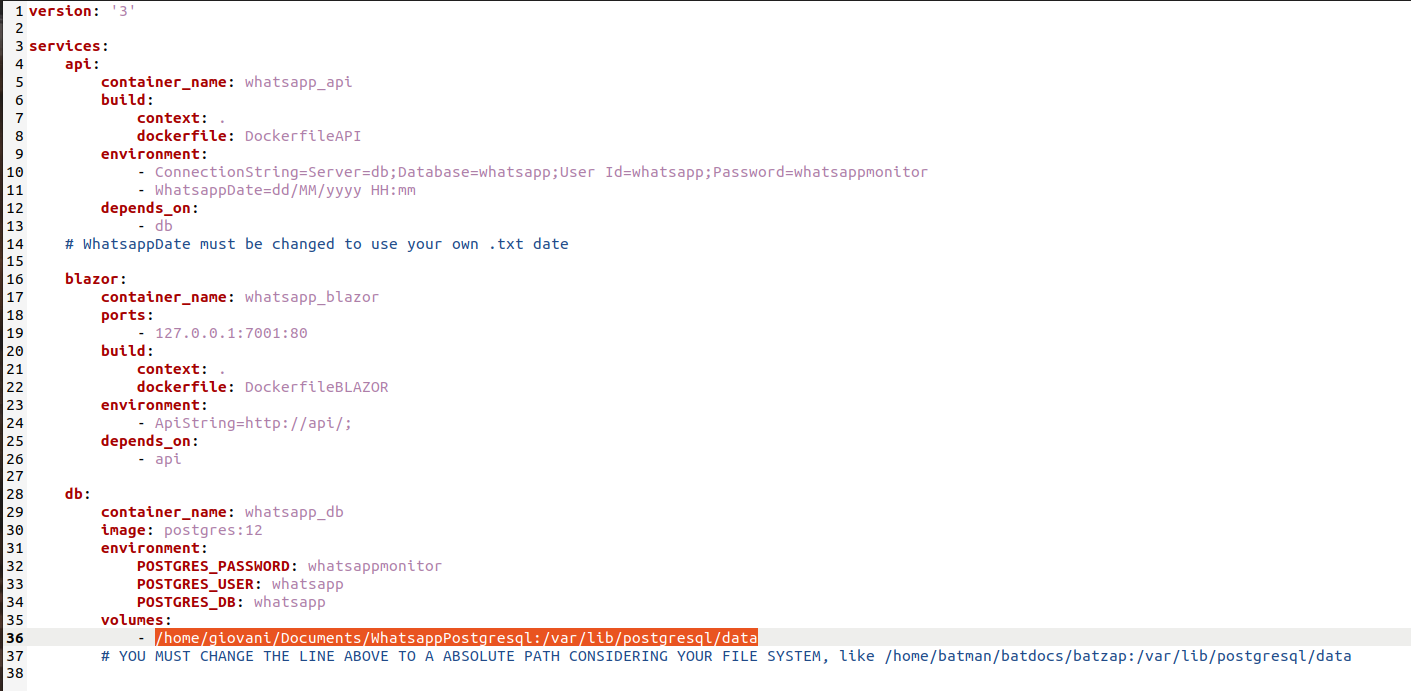 1 version: '3'
2
3 services:
4     api:
5         container_name: whatsapp_api
6         build:
7             context: .
8             dockerfile: DockerfileAPI
9         environment:
10             - ConnectionString=Server=db;Database=whatsapp;User Id=whatsapp;Password=whatsappmonitor
11             - WhatsappDate=dd/MM/yyyy HH:mm
12         depends_on:
13             - db
14     # WhatsappDate must be changed to use your own .txt date
15
16     blazor:
17         container_name: whatsapp_blazor
18         ports:
19             - 127.0.0.1:7001:80
20         build:
21             context: .
22             dockerfile: DockerfileBLAZOR
23         environment:
24             - ApiString=http://api/;
25         depends_on:
26             - api
27
28     db:
29         container_name: whatsapp_db
30         image: postgres:12
31         environment:
32             POSTGRES_PASSWORD: whatsappmonitor
33             POSTGRES_USER: whatsapp
34             POSTGRES_DB: whatsapp
35         volumes:
36             - /home/giovani/Documents/WhatsappPostgresql:/var/lib/postgresql/data
37         # YOU MUST CHANGE THE LINE ABOVE TO A ABSOLUTE PATH CONSIDERING YOUR FILE SYSTEM, like /home/batman/batdocs/batzap:/var/lib/postgresql/data
38